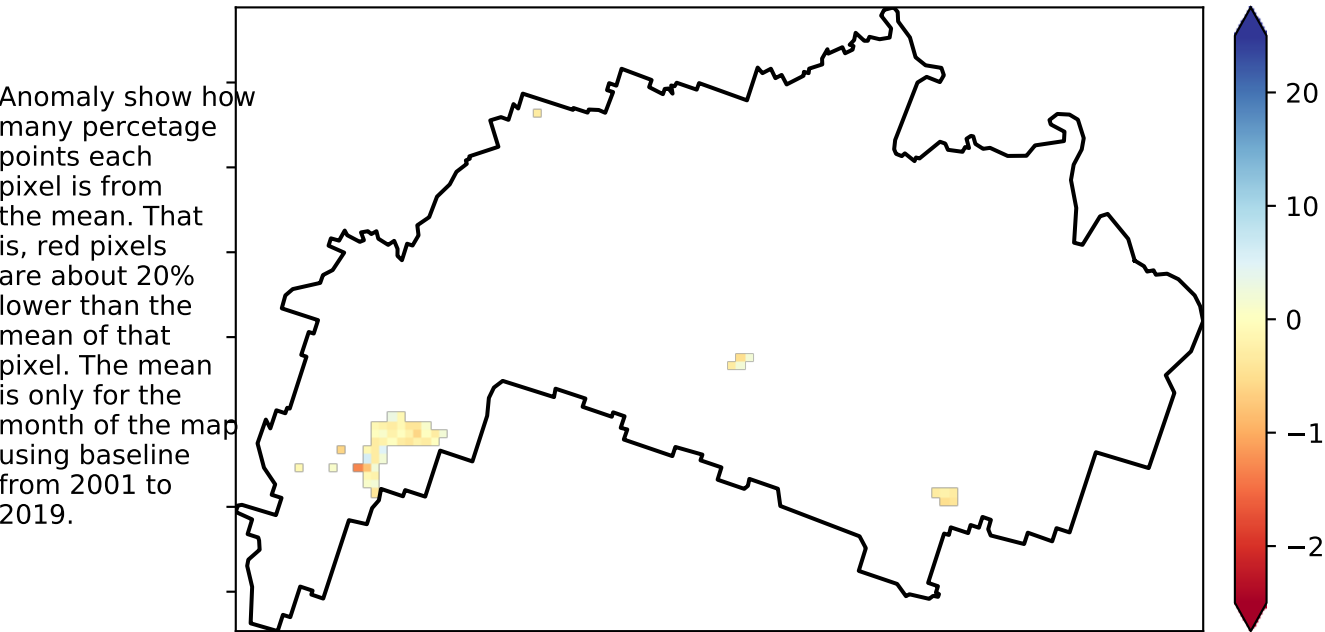 Anomaly show how
many percetage
points each
pixel is from
the mean. That
is, red pixels
are about 20%
lower than the
mean of that
pixel. The mean
is only for the
month of the map
using baseline
from 2001 to
2019.
20
10
0
−1
−2